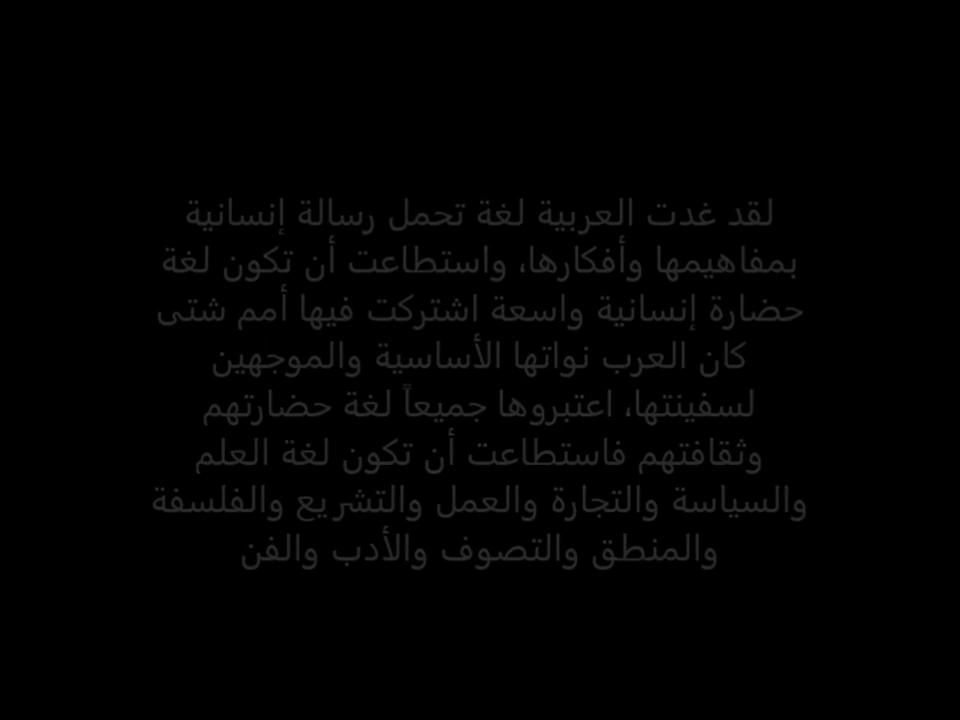 لقد غدت العربية لغة تحمل رسالة إنسانية
بمفاهيمها وأفكارها، واستطاعت أن تكون لغة
حضارة إنسانية واسعة اشتركت فيها أمم شتى
كان العرب نواتها الأساسية والموجهين
لسفينتها، اعتبروها جميعاً لغة حضارتهم
وثقافتهم فاستطاعت أن تكون لغة العلم
والسياسة والتجارة والعمل والتشريع والفلسفة
والمنطق والتصوف والأدب والفن